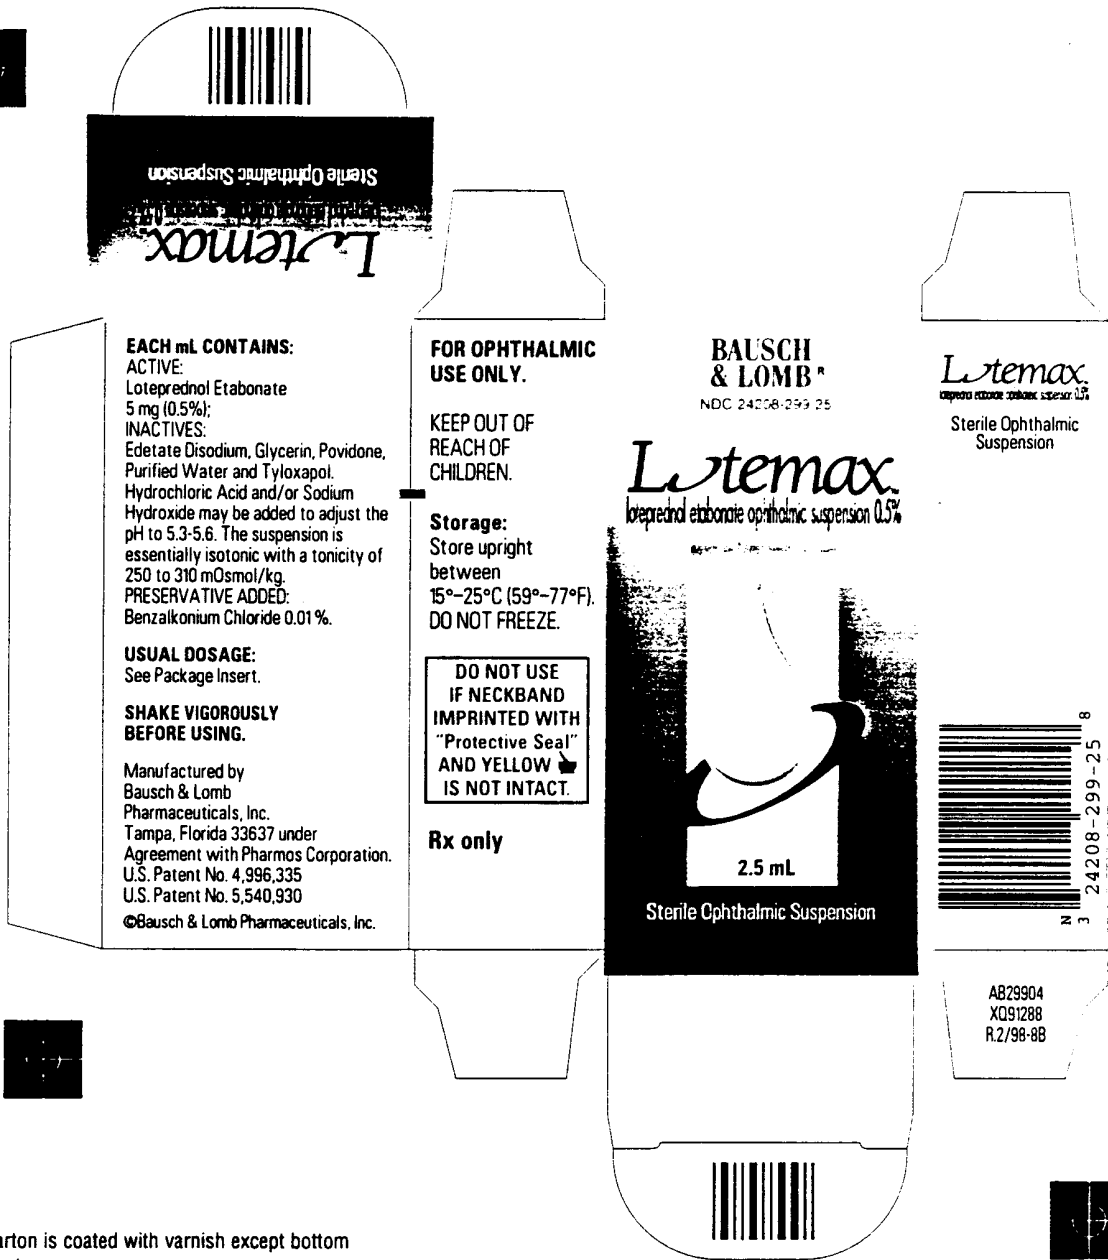 Sterile Ophthalmic Suspension
Lotemax
EACH mL CONTAINS:
ACTIVE:
Loteprednol Etabonate
5 mg (0.5%);
INACTIVES:
Edetate Disodium, Glycerin, Povidone,
Purified Water and Tyloxapol.
Hydrochloric Acid and/or Sodium
Hydroxide may be added to adjust the
pH to 5.3-5.6. The suspension is
essentially isotonic with a tonicity of
250 to 310 mOsmol/kg.
PRESERVATIVE ADDED:
Benzalkonium Chloride 0.01%.
USUAL DOSAGE:
See Package Insert.
SHAKE VIGOROUSLY
BEFORE USING.
Manufactured by
Bausch & Lomb
Pharmaceuticals, Inc.
Tampa, Florida 33637 under
Agreement with Pharmos Corporation.
U.S. Patent No. 4,996,335
U.S. Patent No. 5,540,930
©Bausch & Lomb Pharmaceuticals, Inc.
FOR OPHTHALMIC
USE ONLY.
KEEP OUT OF
REACH OF
CHILDREN.
Storage:
Store upright
between
15°–25°C (59°–77°F).
DO NOT FREEZE.
DO NOT USE
IF NECKBAND
IMPRINTED WITH
"Protective Seal"
AND YELLOW
IS NOT INTACT.
Rx only
BAUSCH
& LOMB®
NDC 24208-299-25
Lotemax™
loteprednol etabonate ophthalmic suspension 0.5%
2.5 mL
Sterile Ophthalmic Suspension
Lotemax™
loteprednol etabonate ophthalmic suspension 0.5%
Sterile Ophthalmic
Suspension
N 3 24208-299-25 8
AB29904
XQ91288
R.2/98-8B
arton is coated with varnish except bottom